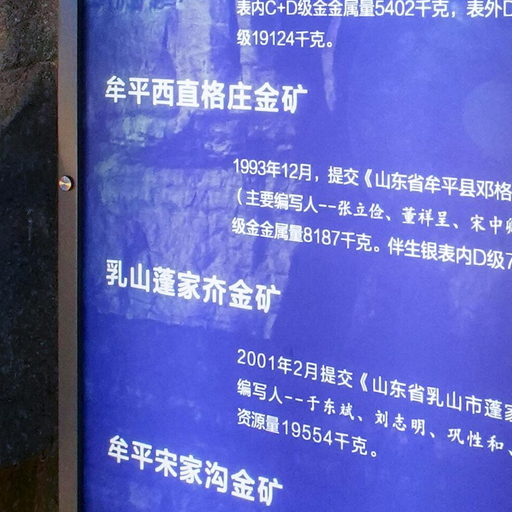 表内C+D级金金属量5402千克，表外D
级19124千克。
牟平西直格庄金矿
1993年12月，提交《山东省牟平县邓格
（主要编写人--张立俭、董祥呈、宋中卿
级金金属量8187千克。伴生银表内D级7
乳山蓬家夼金矿
2001年2月提交《山东省乳山市蓬家
编写人--于东斌、刘志明、巩性和、
资源量19554千克。
牟平宋家沟金矿